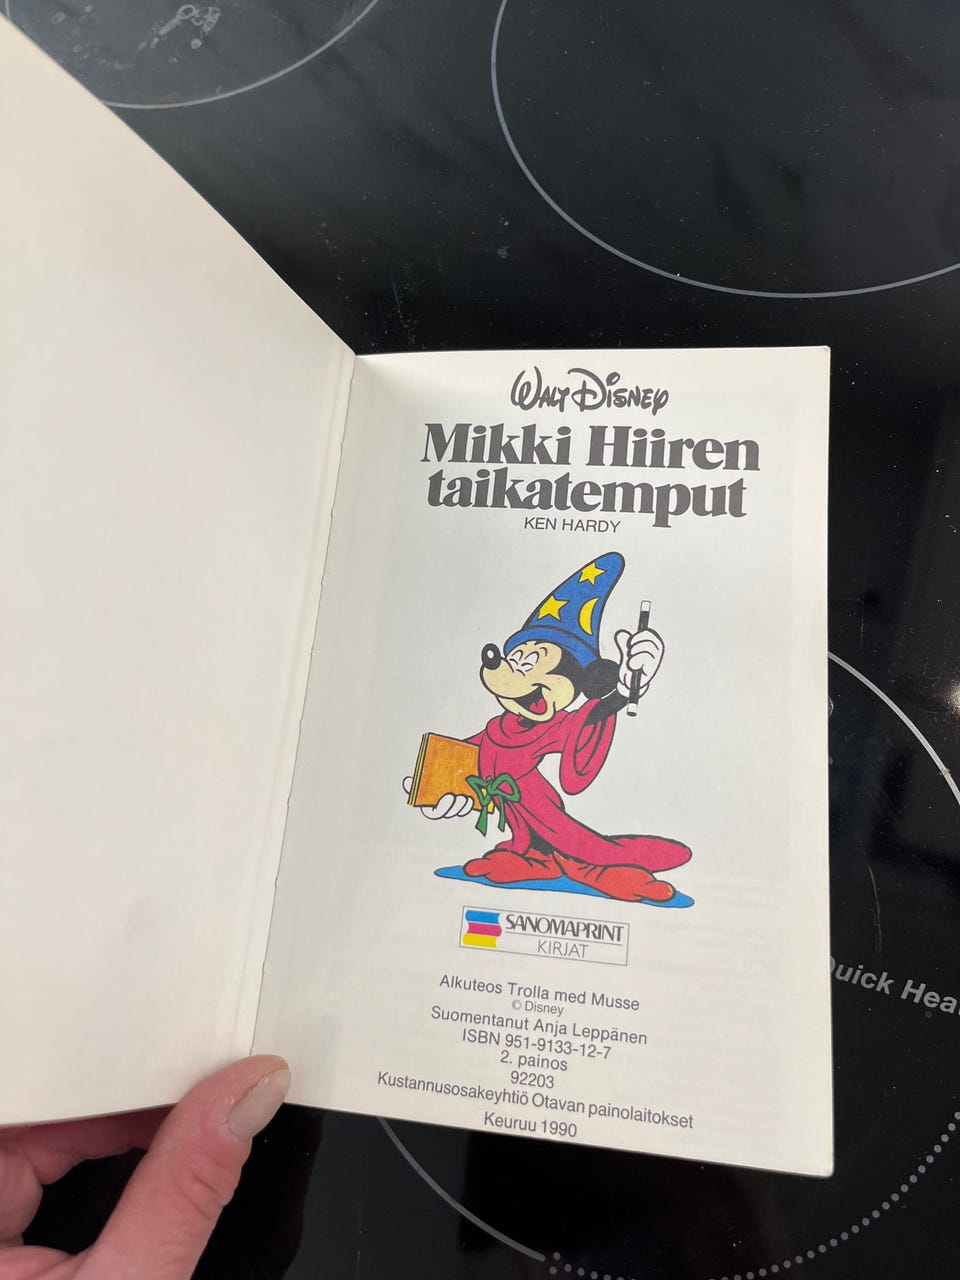 WALT DISNEY
Mikki Hiiren
taikatemput
KEN HARDY
SANOMAPRINT
KIRJAT
Alkuteos Trolla med Musse
© Disney
Suomentanut Anja Leppänen
ISBN 951-9133-12-7
2. painos
92203
Kustannusosakeyhtiö Otavan painolaitokset
Keuruu 1990
Quick Hea